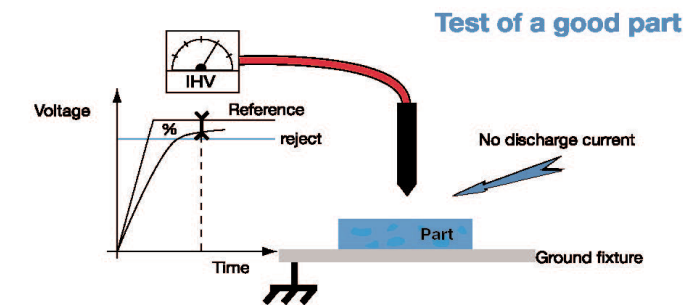 Test of a good part
IHV
Voltage
Reference
%
reject
No discharge current
Part
Ground fixture
Time